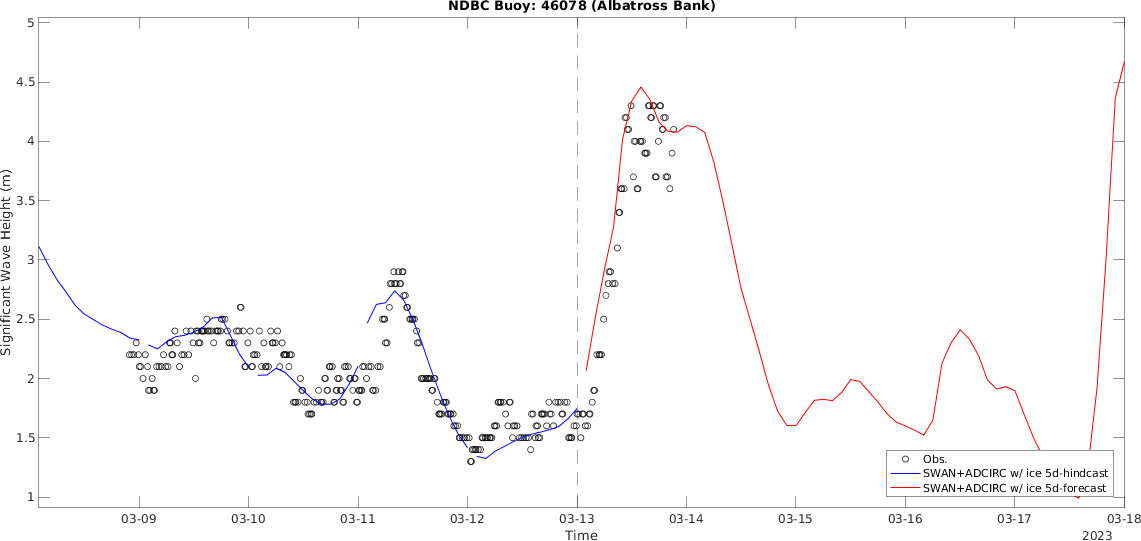 NDBC Buoy: 46078 (Albatross Bank)
5
4.5
4
3.5
3
2.5
2
1.5
1
Significant Wave Height (m)
Obs.
SWAN+ADCIRC w/ ice 5d-hindcast
SWAN+ADCIRC w/ ice 5d-forecast
03-09 03-10 03-11 03-12 03-13 03-14 03-15 03-16 03-17 03-18
Time
2023